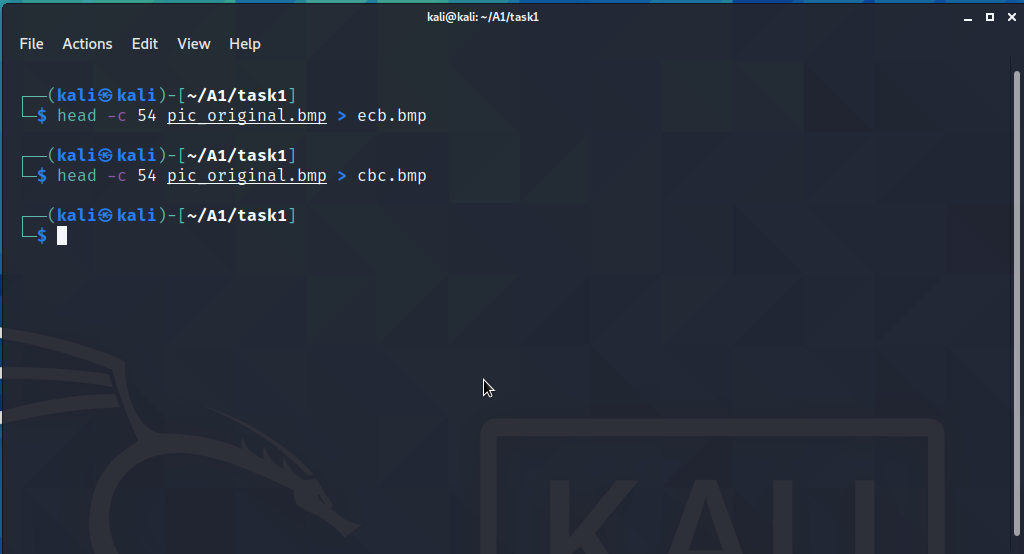 kali@kali: ~/A1/task1
File Actions Edit View Help
┌──(kali㉿kali)-[~/A1/task1]
└─$ head -c 54 pic_original.bmp > ecb.bmp
┌──(kali㉿kali)-[~/A1/task1]
└─$ head -c 54 pic_original.bmp > cbc.bmp
┌──(kali㉿kali)-[~/A1/task1]
└─$
KALI